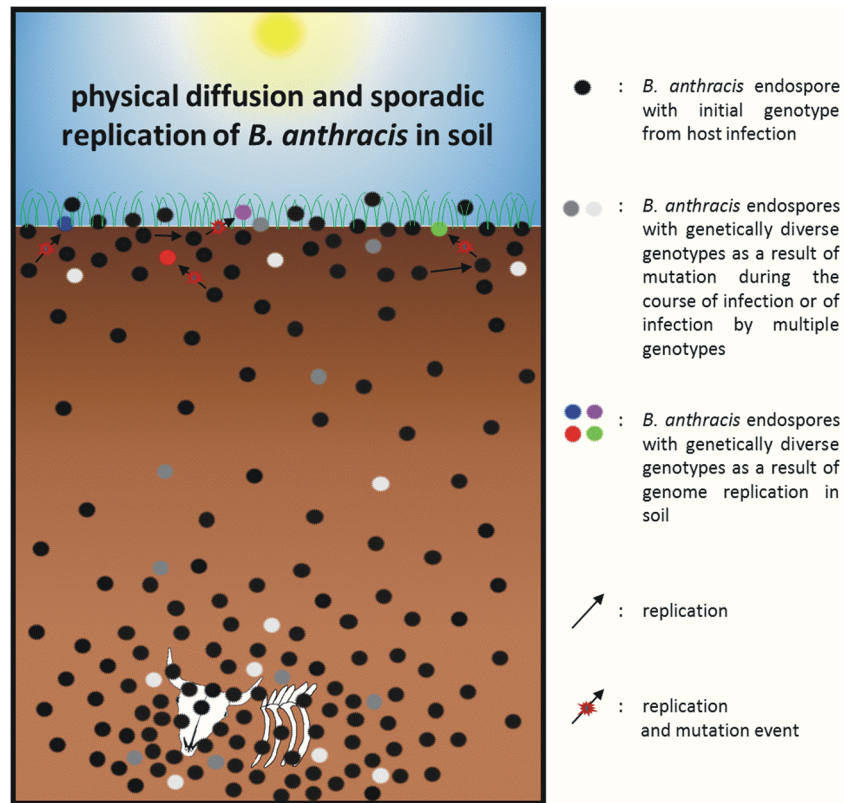 physical diffusion and sporadic
replication of B. anthracis in soil
: B. anthracis endospore
with initial genotype
from host infection
: B. anthracis endospores
with genetically diverse
genotypes as a result of
mutation during the
course of infection or of
infection by multiple
genotypes
: B. anthracis endospores
with genetically diverse
genotypes as a result of
genome replication in
soil
: replication
: replication
and mutation event